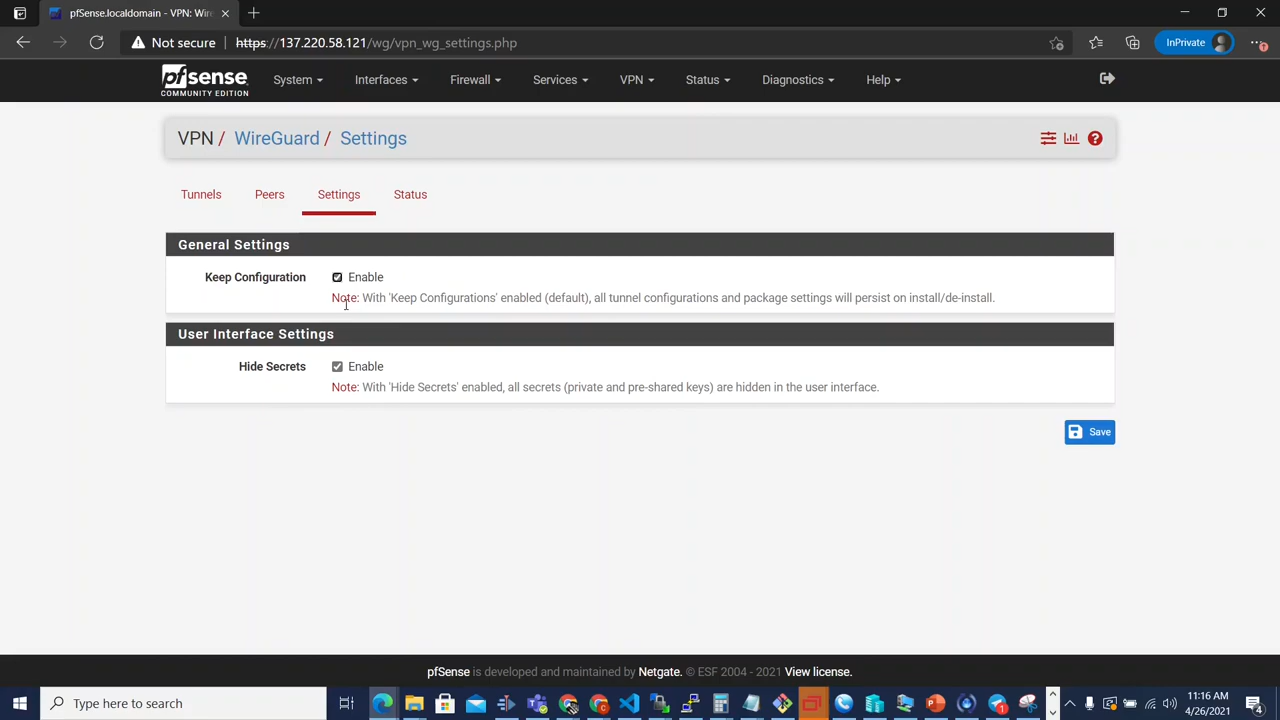 pfSense.localdomain - VPN: Wire
Not secure https://137.220.58.121/wg/vpn_wg_settings.php
InPrivate
pfsense
COMMUNITY EDITION
System Interfaces Firewall Services VPN Status Diagnostics Help
VPN / WireGuard / Settings
Tunnels Peers Settings Status
General Settings
Keep Configuration Enable
Note: With 'Keep Configurations' enabled (default), all tunnel configurations and package settings will persist on install/de-install.
User Interface Settings
Hide Secrets Enable
Note: With 'Hide Secrets' enabled, all secrets (private and pre-shared keys) are hidden in the user interface.
Save
pfSense is developed and maintained by Netgate. © ESF 2004 - 2021 View license.
Type here to search
11:16 AM
4/26/2021
4